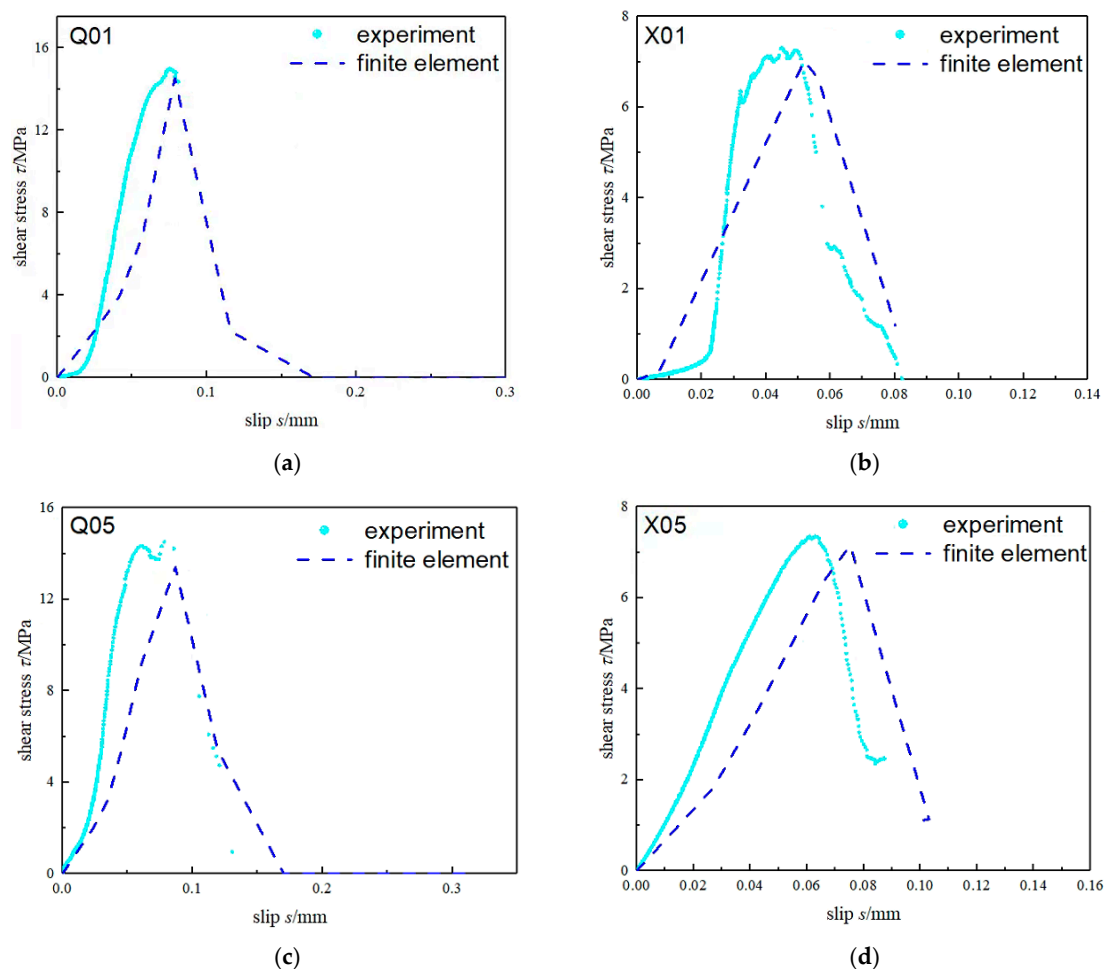 Q01
experiment
finite element
16
12
8
4
0
0.0
0.1
0.2
0.3
shear stress τ/MPa
slip s/mm
(a)
X01
experiment
finite element
8
7
6
5
4
3
2
1
0
0.00
0.02
0.04
0.06
0.08
0.10
0.12
0.14
shear stress τ/MPa
slip s/mm
(b)
Q05
experiment
finite element
16
12
8
4
0
0.0
0.1
0.2
0.3
shear stress τ/MPa
slip s/mm
(c)
X05
experiment
finite element
8
6
4
2
0
0.00
0.02
0.04
0.06
0.08
0.10
0.12
0.14
0.16
shear stress τ/MPa
slip s/mm
(d)